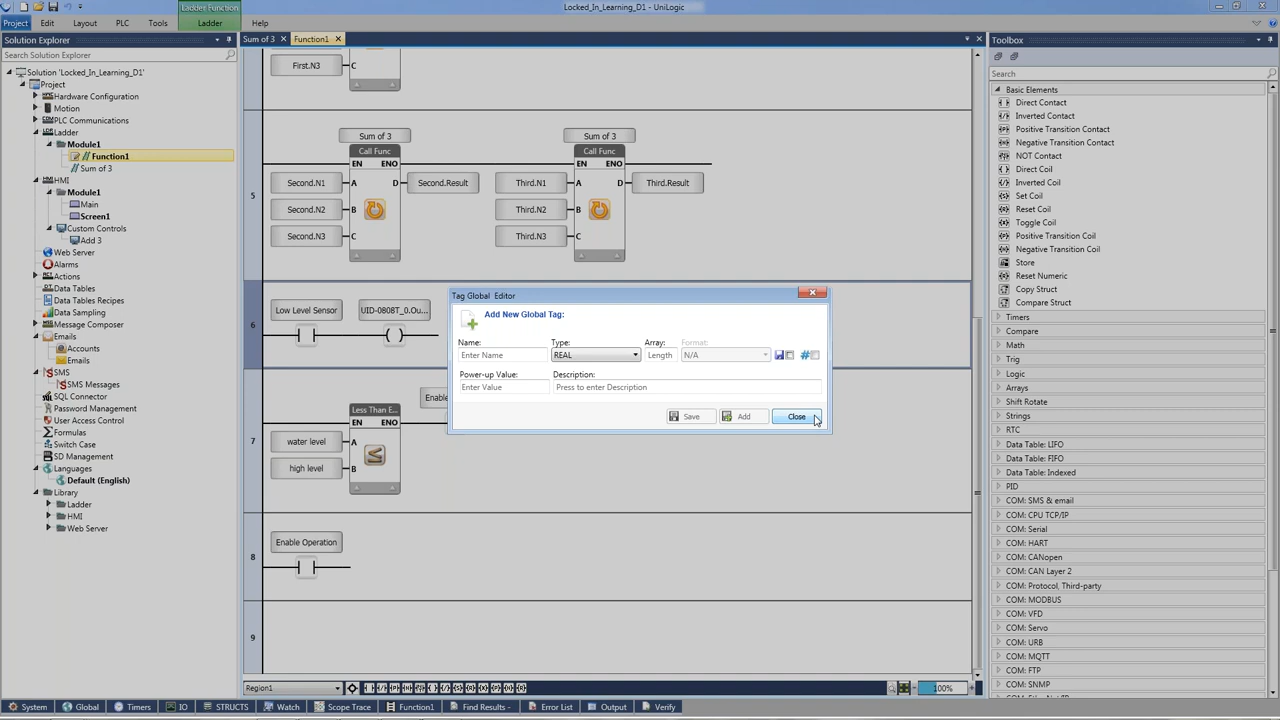 Ladder Function
Locked_In_Learning_D1* - UniLogic
Project Edit Layout PLC Tools Ladder Help
Solution Explorer
Search Solution Explorer
Solution 'Locked_In_Learning_D1'
Project
Hardware Configuration
Motion
PLC Communications
Ladder
Module1
Function1
Sum of 3
HMI
Module1
Main
Screen1
Custom Controls
Add 3
Web Server
Alarms
Actions
Data Tables
Data Tables Recipes
Message Composer
Emails
Accounts
Emails
SMS
SMS Messages
SQL Connector
Password Management
User Access Control
Formulas
Switch Case
SD Management
Languages
Default (English)
Library
Ladder
HMI
Web Server
Sum of 3 Function1
First.N3 C
5
Sum of 3 Sum of 3
Call Func Call Func
EN ENO EN ENO
Second.N1 A D Second.Result Third.N1 A D Third.Result
Second.N2 B Third.N2 B
Second.N3 C Third.N3 C
6
Low Level Sensor UID-0808T_0.Ou...
7
Enable
Less Than E...
EN ENO
water level A
high level B
8
Enable Operation
9
Tag Global Editor
Add New Global Tag:
Name: Type: Array: Format:
Enter Name REAL Length N/A #
Power-up Value: Description:
Enter Value Press to enter Description
Save Add Close
Region1
100%
Toolbox
Search
Basic Elements
Direct Contact
Inverted Contact
Positive Transition Contact
Negative Transition Contact
NOT Contact
Direct Coil
Inverted Coil
Set Coil
Reset Coil
Toggle Coil
Positive Transition Coil
Negative Transition Coil
Store
Reset Numeric
Copy Struct
Compare Struct
Timers
Compare
Math
Trig
Logic
Arrays
Shift Rotate
Strings
RTC
Data Table: LIFO
Data Table: FIFO
Data Table: Indexed
PID
COM: SMS & email
COM: CPU TCP/IP
COM: Serial
COM: HART
COM: CANopen
COM: CAN Layer 2
COM: Protocol, Third-party
COM: MODBUS
COM: VFD
COM: Servo
COM: URB
COM: MQTT
COM: FTP
COM: SNMP
System Global Timers IO STRUCTS Watch Scope Trace Function1 Find Results - Error List Output Verify